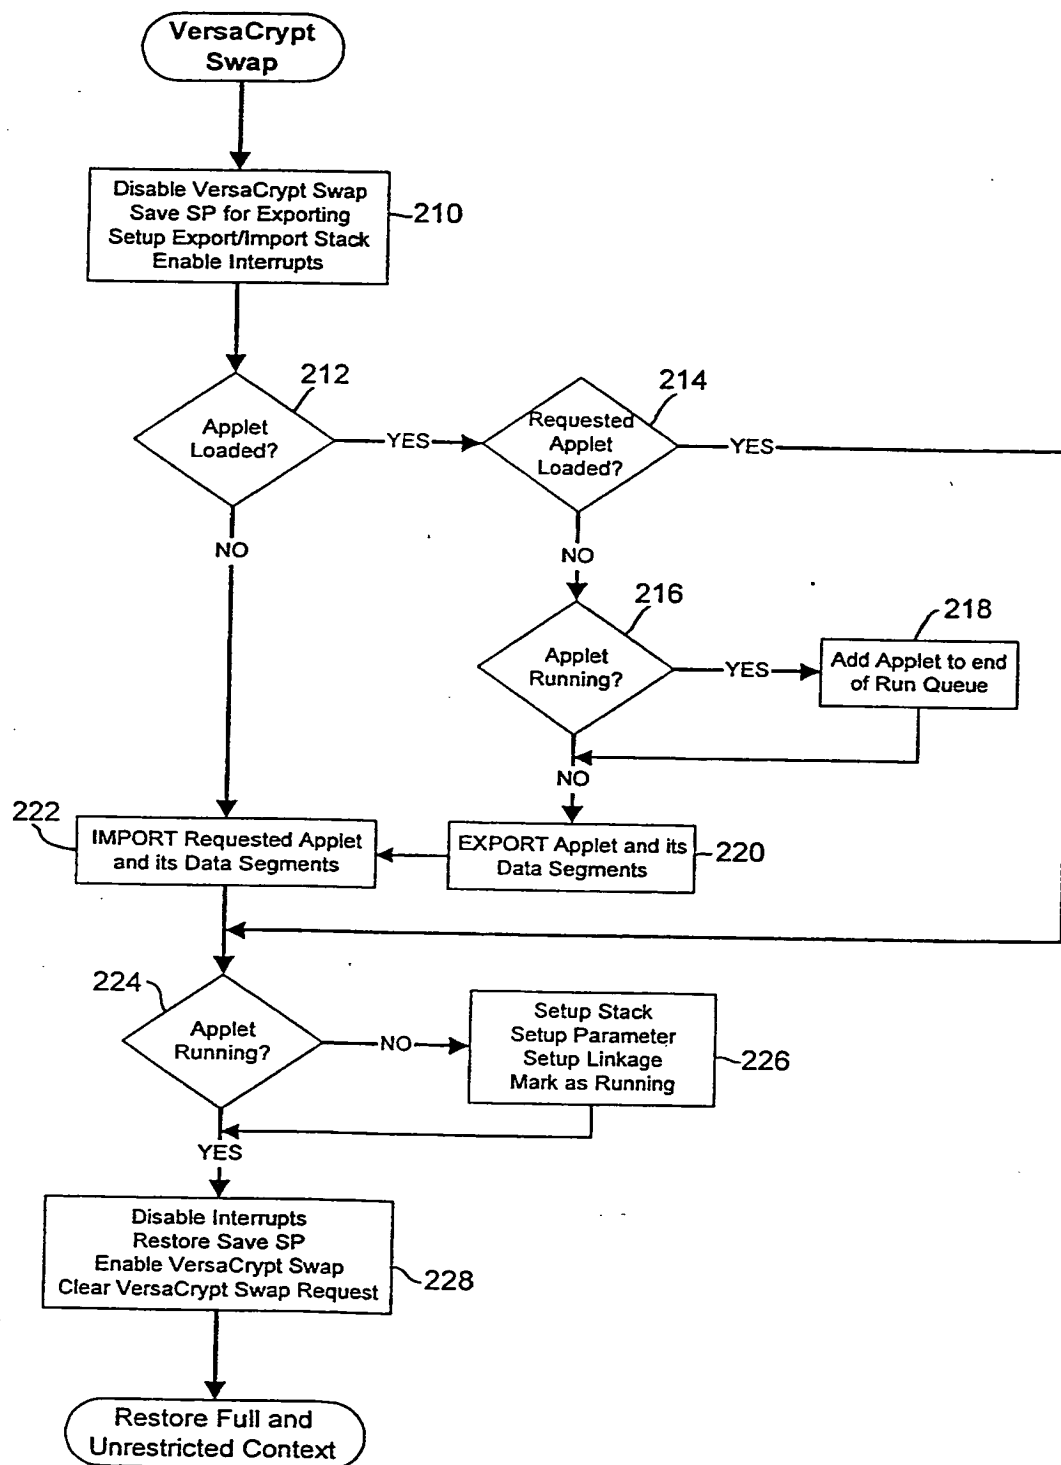 VersaCrypt
Swap
Disable VersaCrypt Swap
Save SP for Exporting
Setup Export/Import Stack
Enable Interrupts
210
212
Applet
Loaded?
YES
214
Requested
Applet
Loaded?
YES
NO
NO
216
Applet
Running?
YES
218
Add Applet to end
of Run Queue
NO
222
IMPORT Requested Applet
and its Data Segments
EXPORT Applet and its
Data Segments
220
224
Applet
Running?
NO
Setup Stack
Setup Parameter
Setup Linkage
Mark as Running
226
YES
Disable Interrupts
Restore Save SP
Enable VersaCrypt Swap
Clear VersaCrypt Swap Request
228
Restore Full and
Unrestricted Context